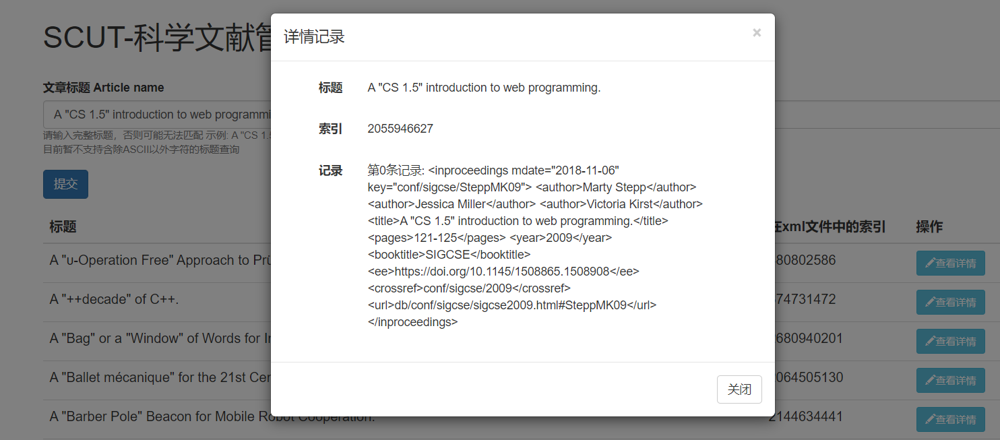 SCUT-科学文献管
文章标题 Article name
A "CS 1.5" introduction to web programmi
请输入完整标题，否则可能无法匹配 示例: A "CS 1.5
目前暂不支持含除ASCII以外字符的标题查询
提交
标题
在xml文件中的索引
操作
A "υ-Operation Free" Approach to Prü
80802586
查看详情
A "++decade" of C++.
74731472
查看详情
A "Bag" or a "Window" of Words for In
680940201
查看详情
A "Ballet mécanique" for the 21st Cen
064505130
查看详情
A "Barber Pole" Beacon for Mobile Robot Cooperation.
2144634441
查看详情
详情记录
×
标题
A "CS 1.5" introduction to web programming.
索引
2055946627
记录
第0条记录: <inproceedings mdate="2018-11-06"
key="conf/sigcse/SteppMK09"> <author>Marty Stepp</author>
<author>Jessica Miller</author> <author>Victoria Kirst</author>
<title>A "CS 1.5" introduction to web programming.</title>
<pages>121-125</pages> <year>2009</year>
<booktitle>SIGCSE</booktitle>
<ee>https://doi.org/10.1145/1508865.1508908</ee>
<crossref>conf/sigcse/2009</crossref>
<url>db/conf/sigcse/sigcse2009.html#SteppMK09</url>
</inproceedings>
关闭